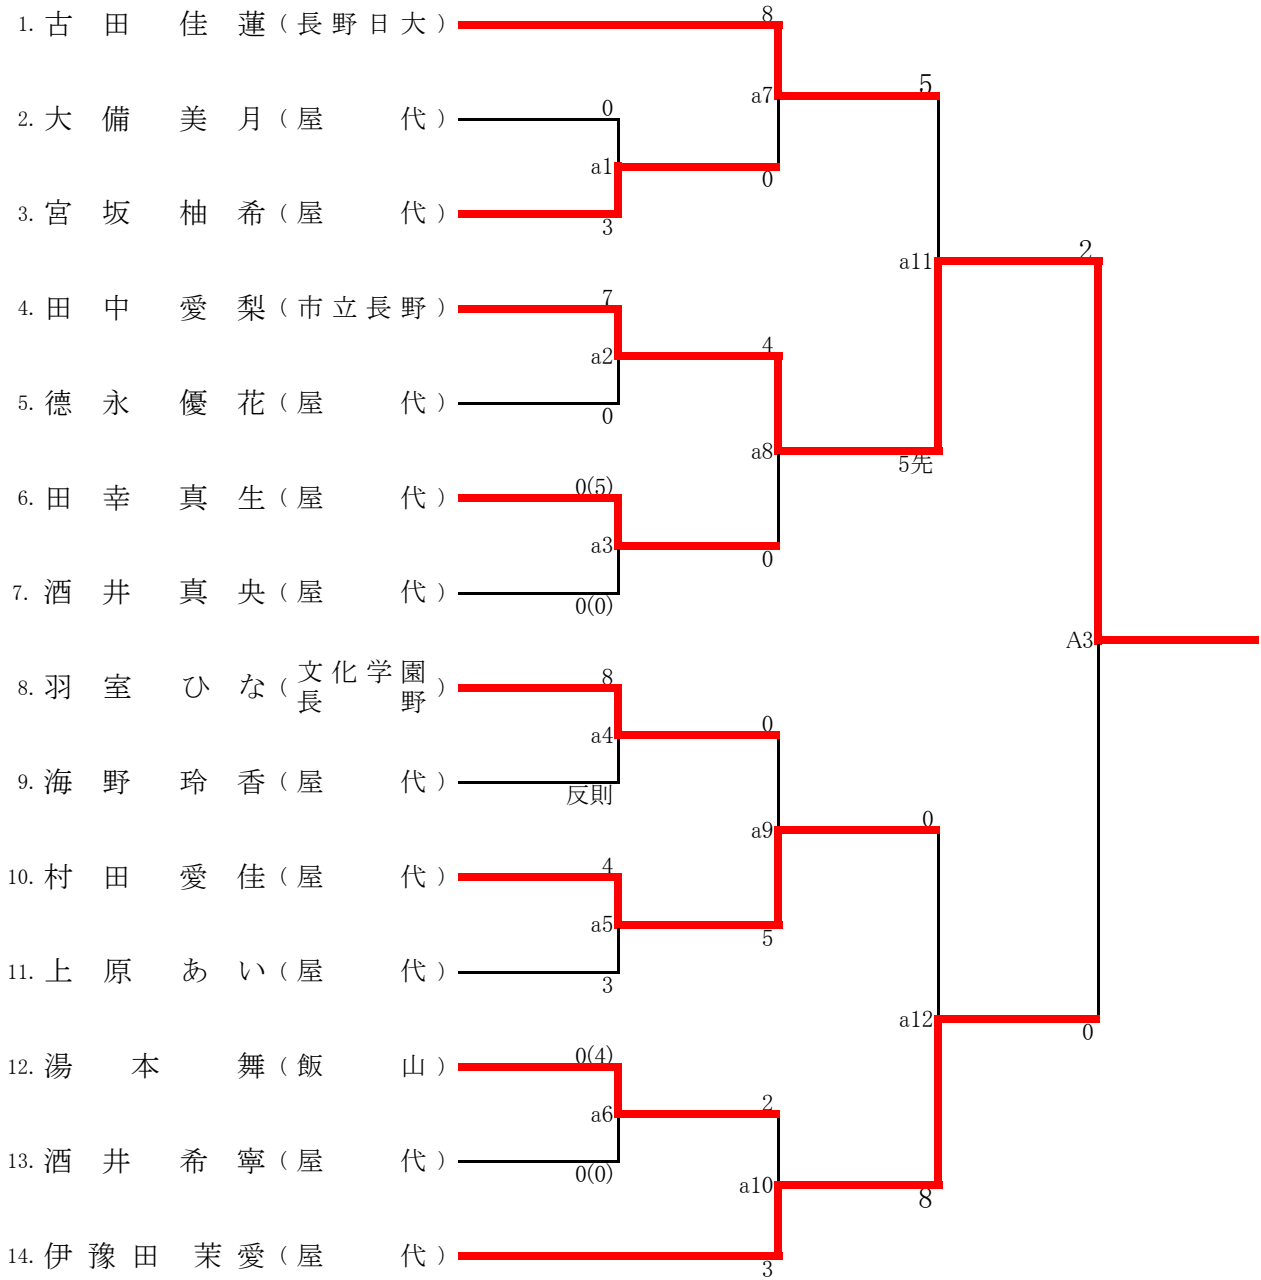 1. 古田 佳蓮 (長野日大)
8
5
a7
2. 大備 美月 (屋代)
0
a1
0
3. 宮坂 柚希 (屋代)
3
2
a11
4. 田中 愛梨 (市立長野)
7
a2
4
5. 德永 優花 (屋代)
0
a8
5先
6. 田幸 真生 (屋代)
0(5)
a3
0
7. 酒井 真央 (屋代)
0(0)
A3
8. 羽室 ひな (文化学園
長野)
8
a4
0
9. 海野 玲香 (屋代)
反則
a9
0
10. 村田 愛佳 (屋代)
4
a5
5
11. 上原 あい (屋代)
3
a12
0
12. 湯本 舞 (飯山)
0(4)
a6
2
13. 酒井 希寧 (屋代)
0(0)
a10
8
14. 伊豫田 茉愛 (屋代)
3